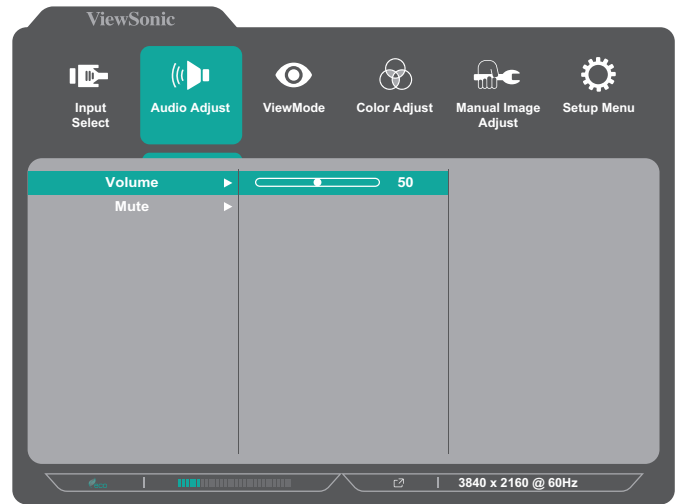 ViewSonic
Input
Select
Audio Adjust
ViewMode
Color Adjust
Manual Image
Adjust
Setup Menu
Volume
50
Mute
eco
3840 x 2160 @ 60Hz